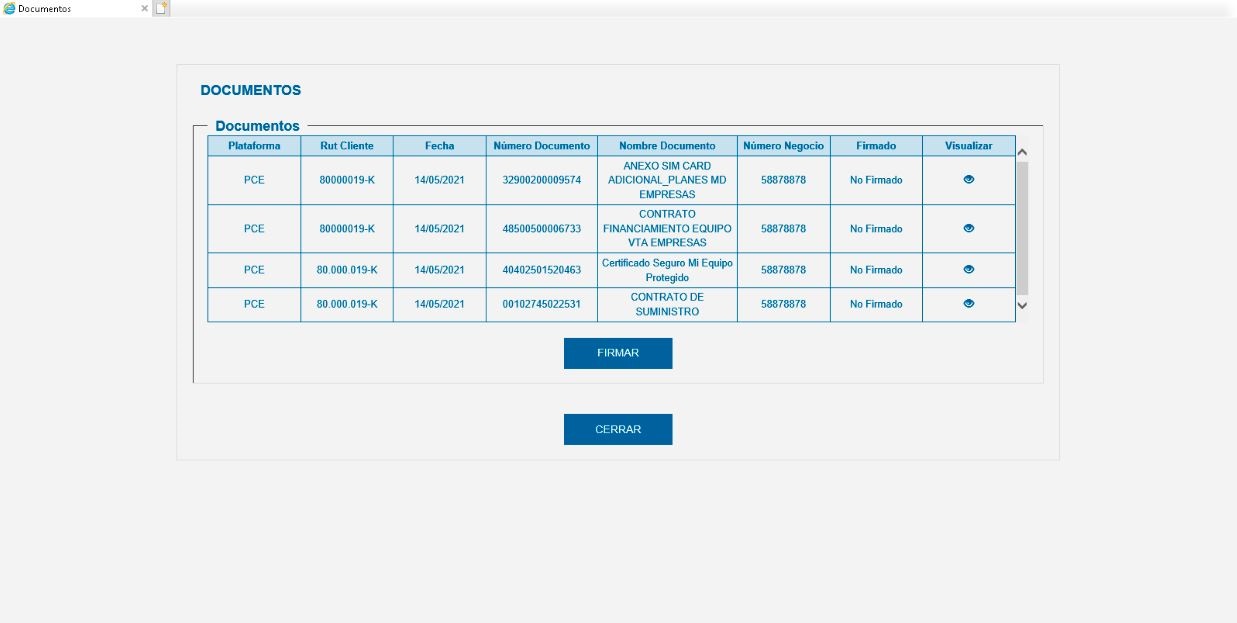 Documentos
DOCUMENTOS
Documentos
Plataforma Rut Cliente Fecha Número Documento Nombre Documento Número Negocio Firmado Visualizar
ANEXO SIM CARD
PCE 80000019-K 14/05/2021 32900200009574 ADICIONAL_PLANES MD 58878878 No Firmado
EMPRESAS
CONTRATO
PCE 80000019-K 14/05/2021 48500500006733 FINANCIAMIENTO EQUIPO 58878878 No Firmado
VTA EMPRESAS
PCE 80.000.019-K 14/05/2021 40402501520463 Certificado Seguro Mi Equipo 58878878 No Firmado
Protegido
PCE 80.000.019-K 14/05/2021 00102745022531 CONTRATO DE 58878878 No Firmado
SUMINISTRO
FIRMAR
CERRAR